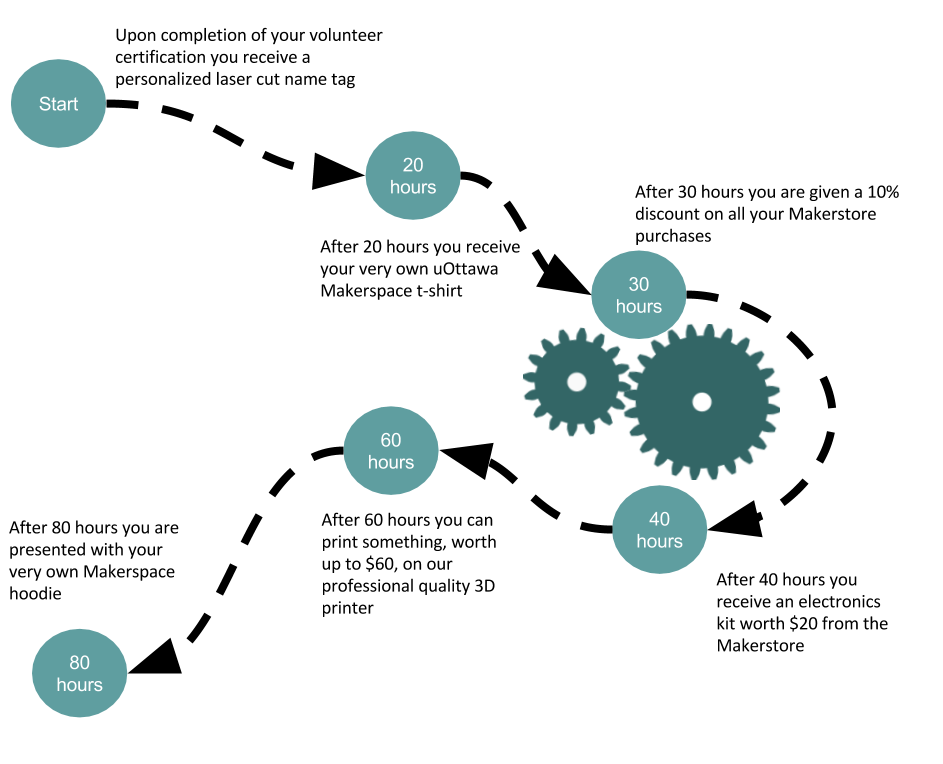 Upon completion of your volunteer
certification you receive a
personalized laser cut name tag
Start
20
hours
After 20 hours you receive
your very own uOttawa
Makerspace t-shirt
After 30 hours you are given a 10%
discount on all your Makerstore
purchases
30
hours
40
hours
After 40 hours you
receive an electronics
kit worth $20 from the
Makerstore
60
hours
After 60 hours you can
print something, worth
up to $60, on our
professional quality 3D
printer
After 80 hours you are
presented with your
very own Makerspace
hoodie
80
hours